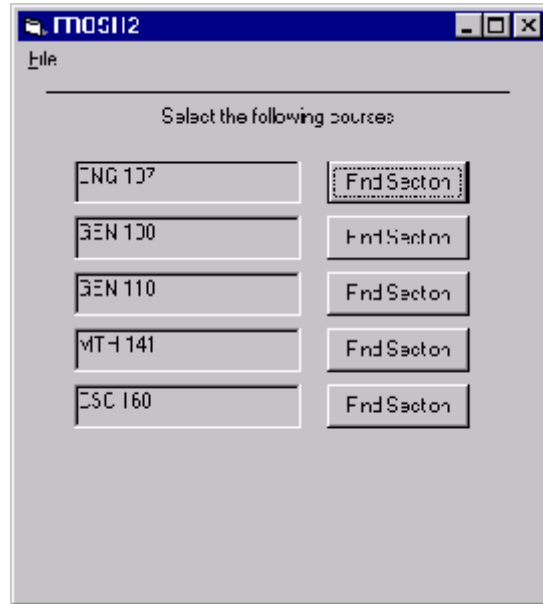 File
Select the following courses
ENG 107 Find Section
GEN 100 Find Section
GEN 110 Find Section
MTH 141 Find Section
CSC 160 Find Section